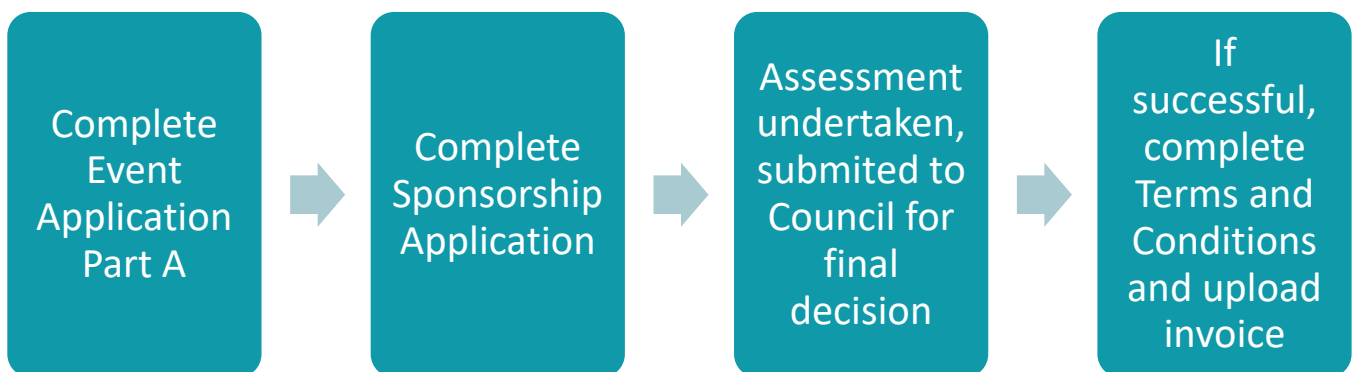 Complete
Event
Application
Part A
Complete
Sponsorship
Application
Assessment
undertaken,
submited to
Council for
final
decision
If
successful,
complete
Terms and
Conditions
and upload
invoice